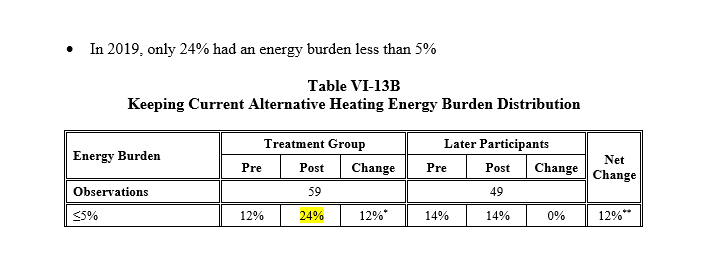 • In 2019, only 24% had an energy burden less than 5%
Table VI-13B
Keeping Current Alternative Heating Energy Burden Distribution
Energy Burden Treatment Group Later Participants Net Change
Pre Post Change Pre Post Change
Observations 59 49
≤5% 12% 24% 12%* 14% 14% 0% 12%**